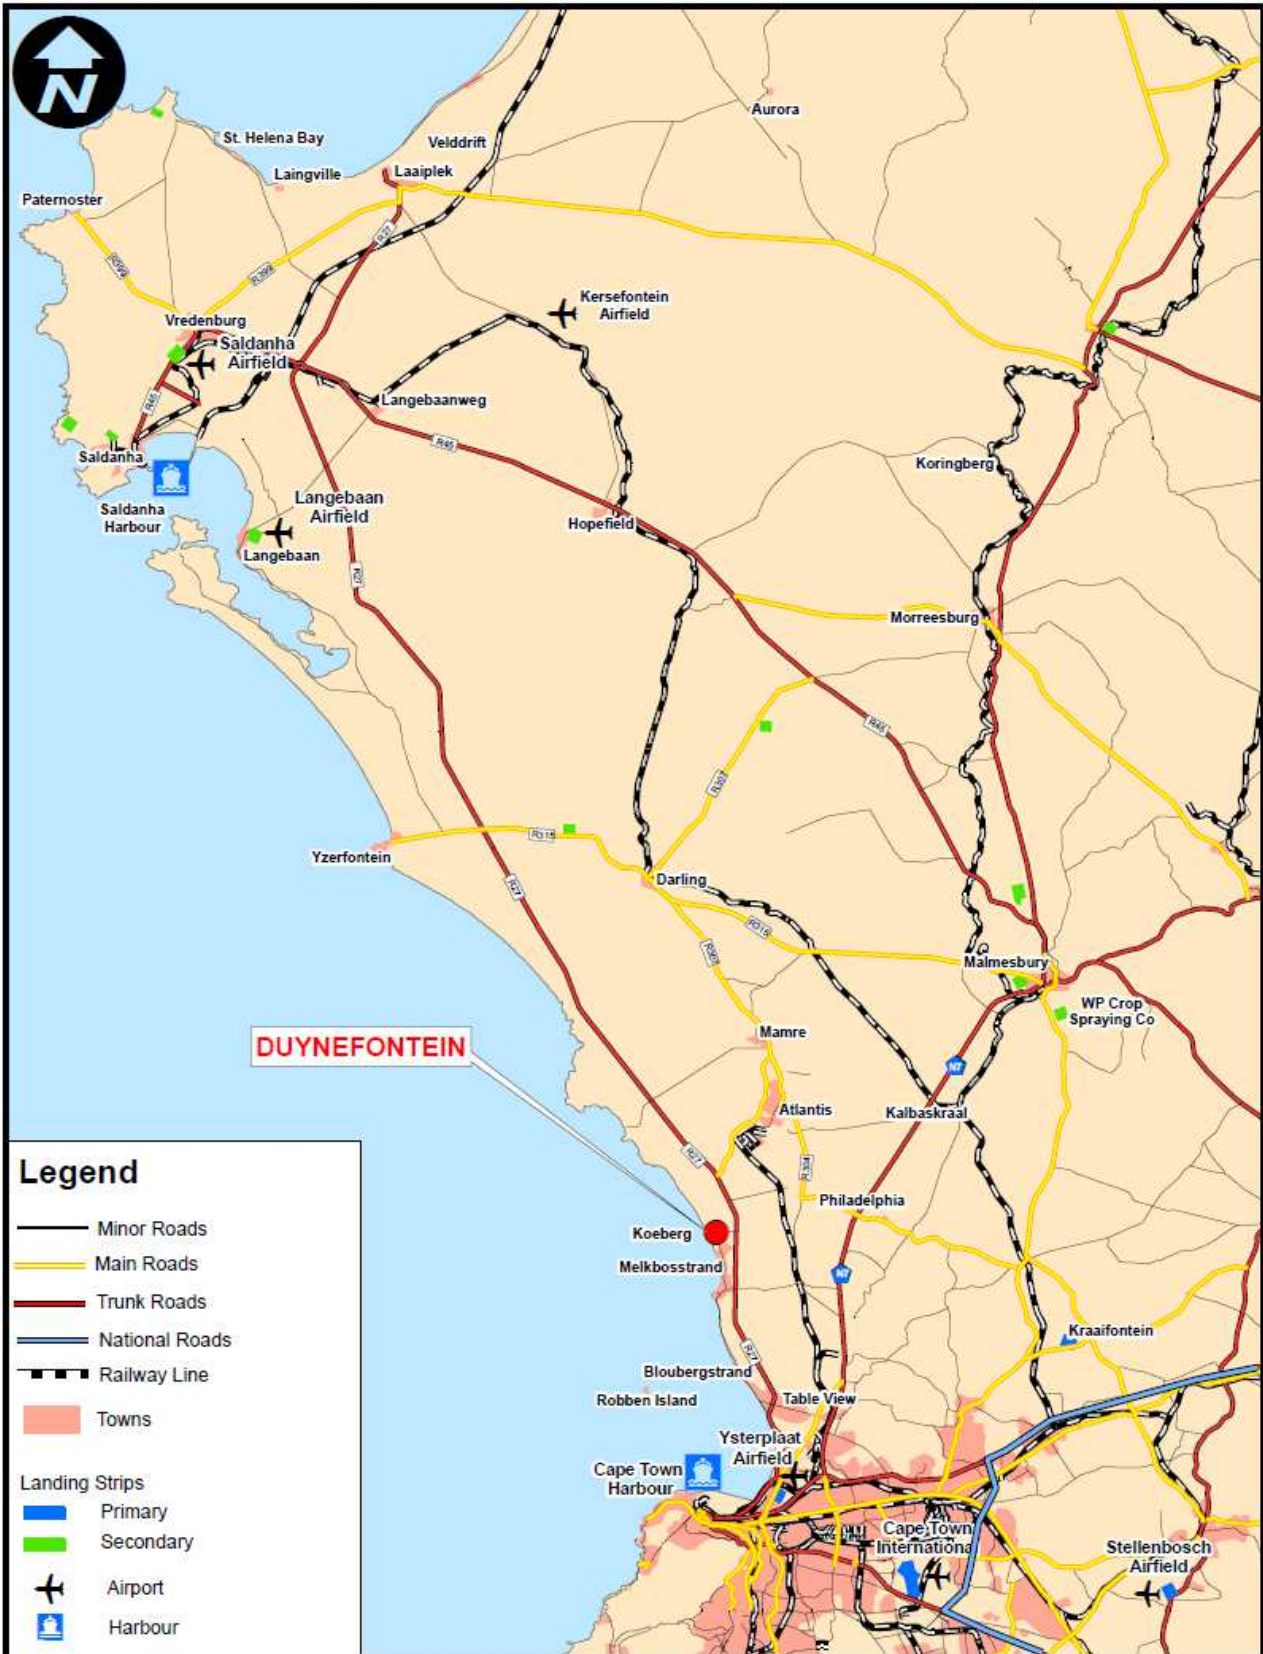 N
Aurora
St. Helena Bay
Velddrift
Laingville
Laaiplek
Paternoster
R27
R399
Kersefontein
Airfield
Vredenburg
Saldanha
Airfield
R45
Langebaanweg
R45
Koringberg
Saldanha
Saldanha
Harbour
Langebaan
Airfield
Hopefield
Langebaan
R27
Morreesburg
R45
R307
R315
Yzerfontein
R27
Darling
R315
Malmesbury
WP Crop
Spraying Co
DUYNEFONTEIN
Mamre
N7
Atlantis
Kalbaskraal
R27
R304
Philadelphia
Koeberg
Melkbosstrand
N7
Kraaifontein
R27
Bloubergstrand
Robben Island
Table View
Ysterplaat
Airfield
Cape Town
Harbour
Cape Town
Internationa
Stellenbosch
Airfield
Legend
Minor Roads
Main Roads
Trunk Roads
National Roads
Railway Line
Towns
Landing Strips
Primary
Secondary
Airport
Harbour